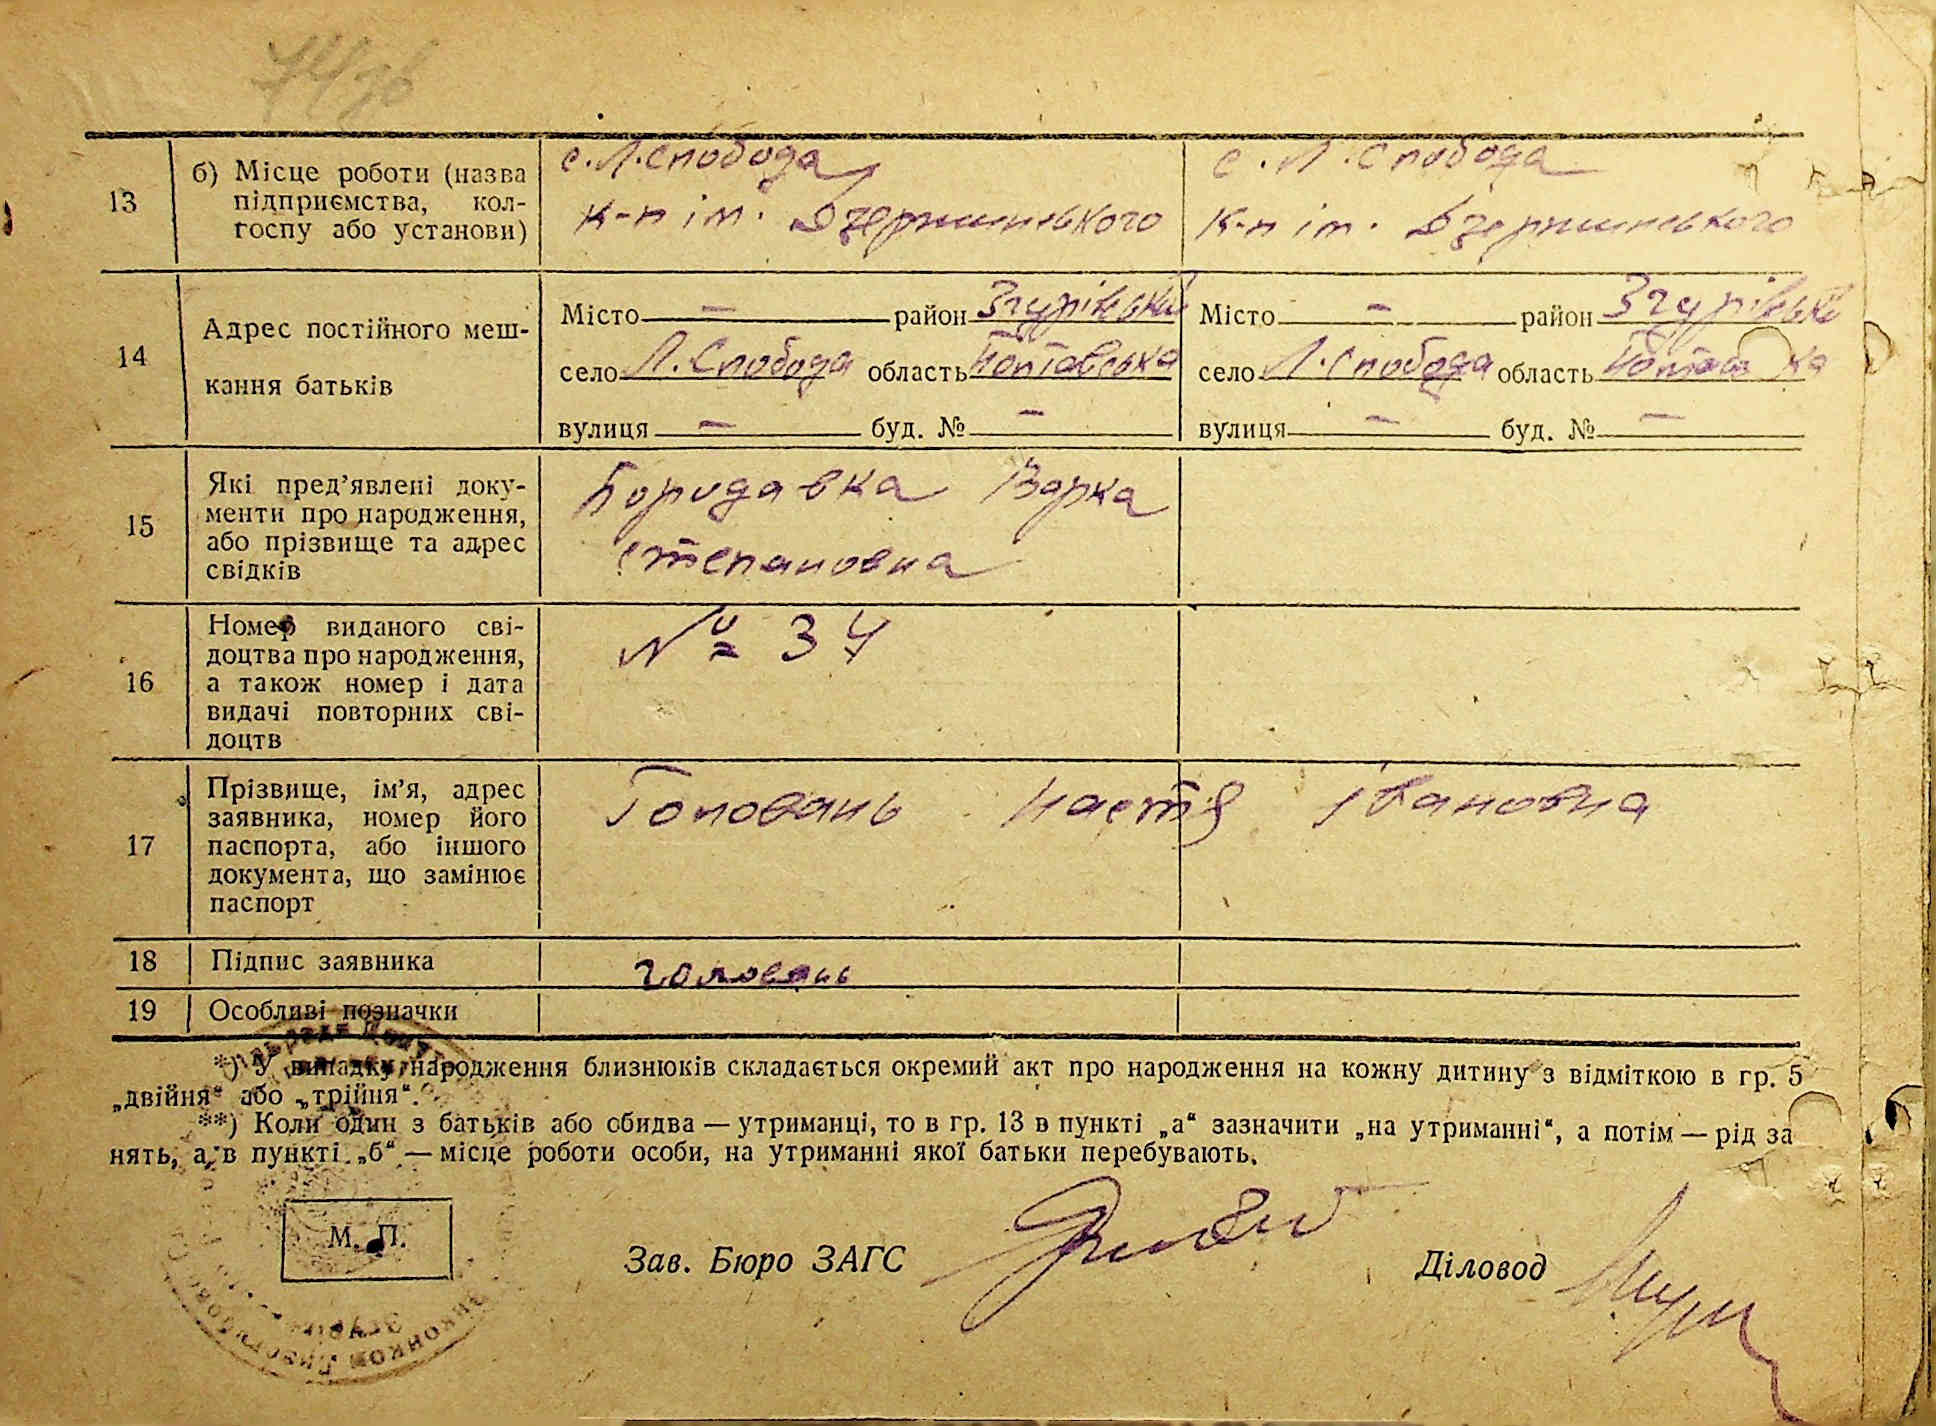 13
б) Місце роботи (назва
підприємства, кол-
госпу або установи)
с. Л. Слобода
к-п ім. Дзержинського
с. Л. Слобода
к-п ім. Дзержинського
14
Адрес постійного меш-
кання батьків
Місто — район Згурівський
село Л. Слобода область Полтавська
вулиця — буд. № —
Місто — район Згурівськ
село Л. Слобода область Полтавська
вулиця — буд. № —
15
Які пред’явлені доку-
менти про народження,
або прізвище та адрес
свідків
Бородавка Варка
Степановна
16
Номер виданого сві-
доцтва про народження,
а також номер і дата
видачі повторних сві-
доцтв
№ 34
17
Прізвище, ім’я, адрес
заявника, номер його
паспорта, або іншого
документа, що замінює
паспорт
Головань Настя Івановна
18
Підпис заявника
головань
19
Особливі позначки
*) У випадку народження близнюків складається окремий акт про народження на кожну дитину з відміткою в гр. 5
„двійня“ або „трійня“.
**) Коли один з батьків або обидва — утриманці, то в гр. 13 в пункті „а“ зазначити „на утриманні“, а потім — рід за
нять, а в пункті „б“ — місце роботи особи, на утриманні якої батьки перебувають.
М. П.
Зав. Бюро ЗАГС
Діловод